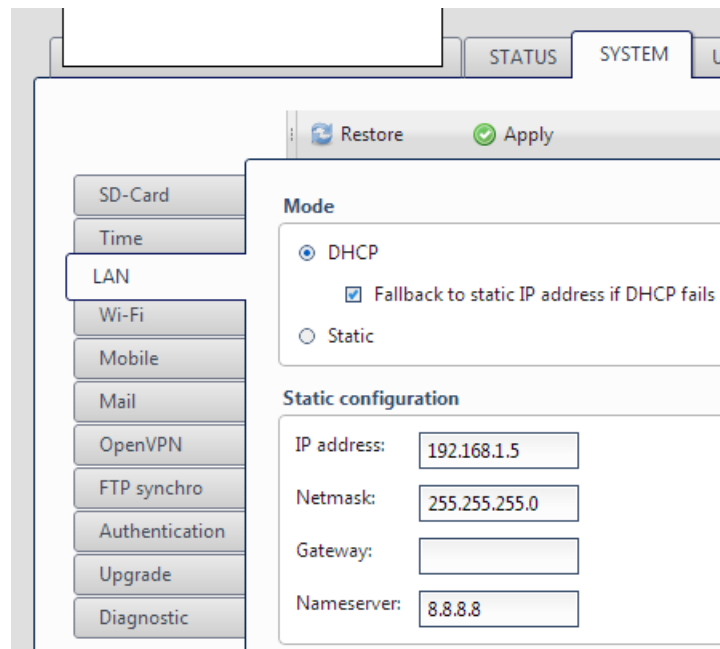 STATUS SYSTEM
Restore Apply
SD-Card
Time
LAN
Wi-Fi
Mobile
Mail
OpenVPN
FTP synchro
Authentication
Upgrade
Diagnostic
Mode
DHCP
Fallback to static IP address if DHCP fails
Static
Static configuration
IP address: 192.168.1.5
Netmask: 255.255.255.0
Gateway:
Nameserver: 8.8.8.8